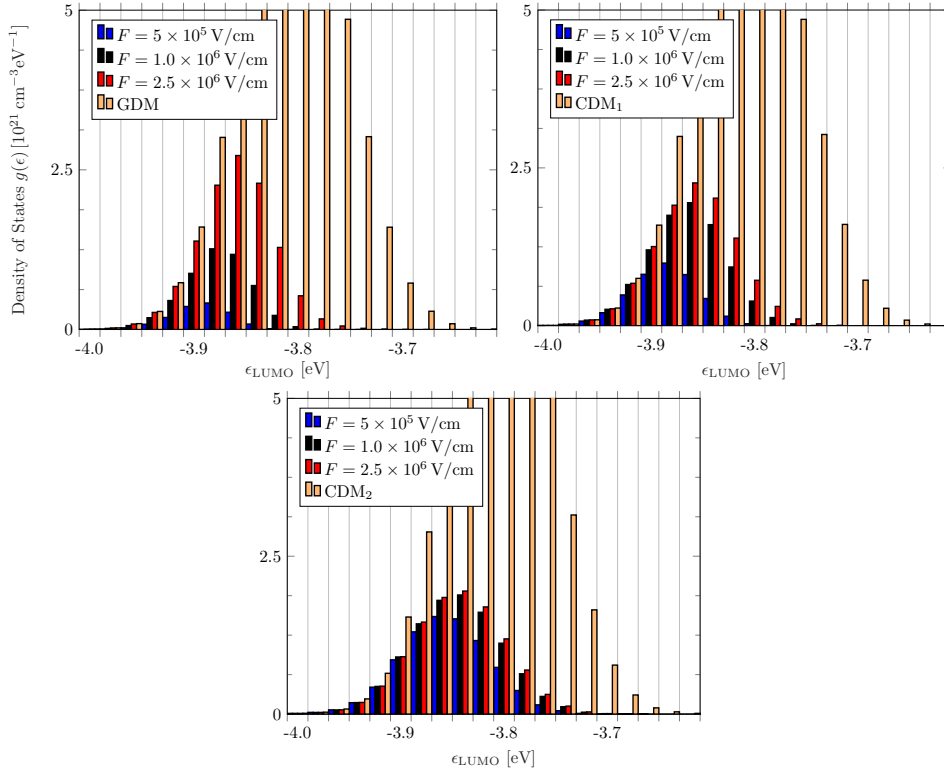 5
2.5
0
-4.0
-3.9
-3.8
-3.7
ϵLUMO [eV]
Density of States g(ϵ) [10²¹ cm⁻³eV⁻¹]
F = 5 × 10⁵ V/cm
F = 1.0 × 10⁶ V/cm
F = 2.5 × 10⁶ V/cm
GDM
5
2.5
0
-4.0
-3.9
-3.8
-3.7
ϵLUMO [eV]
F = 5 × 10⁵ V/cm
F = 1.0 × 10⁶ V/cm
F = 2.5 × 10⁶ V/cm
CDM₁
5
2.5
0
-4.0
-3.9
-3.8
-3.7
ϵLUMO [eV]
F = 5 × 10⁵ V/cm
F = 1.0 × 10⁶ V/cm
F = 2.5 × 10⁶ V/cm
CDM₂